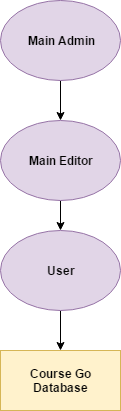 Main Admin
Main Editor
User
Course Go
Database